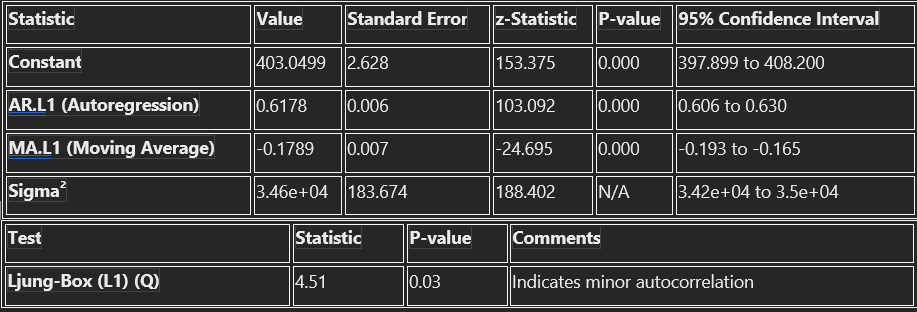 Statistic Value Standard Error z-Statistic P-value 95% Confidence Interval
Constant 403.0499 2.628 153.375 0.000 397.899 to 408.200
AR.L1 (Autoregression) 0.6178 0.006 103.092 0.000 0.606 to 0.630
MA.L1 (Moving Average) -0.1789 0.007 -24.695 0.000 -0.193 to -0.165
Sigma² 3.46e+04 183.674 188.402 N/A 3.42e+04 to 3.5e+04
Test Statistic P-value Comments
Ljung-Box (L1) (Q) 4.51 0.03 Indicates minor autocorrelation